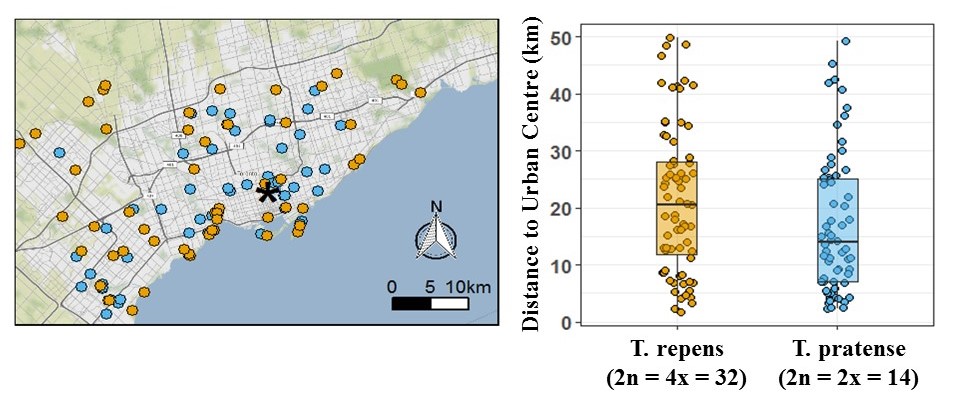 Toronto
N
0 5 10km
Distance to Urban Centre (km)
50
40
30
20
10
0
T. repens
(2n = 4x = 32)
T. pratense
(2n = 2x = 14)